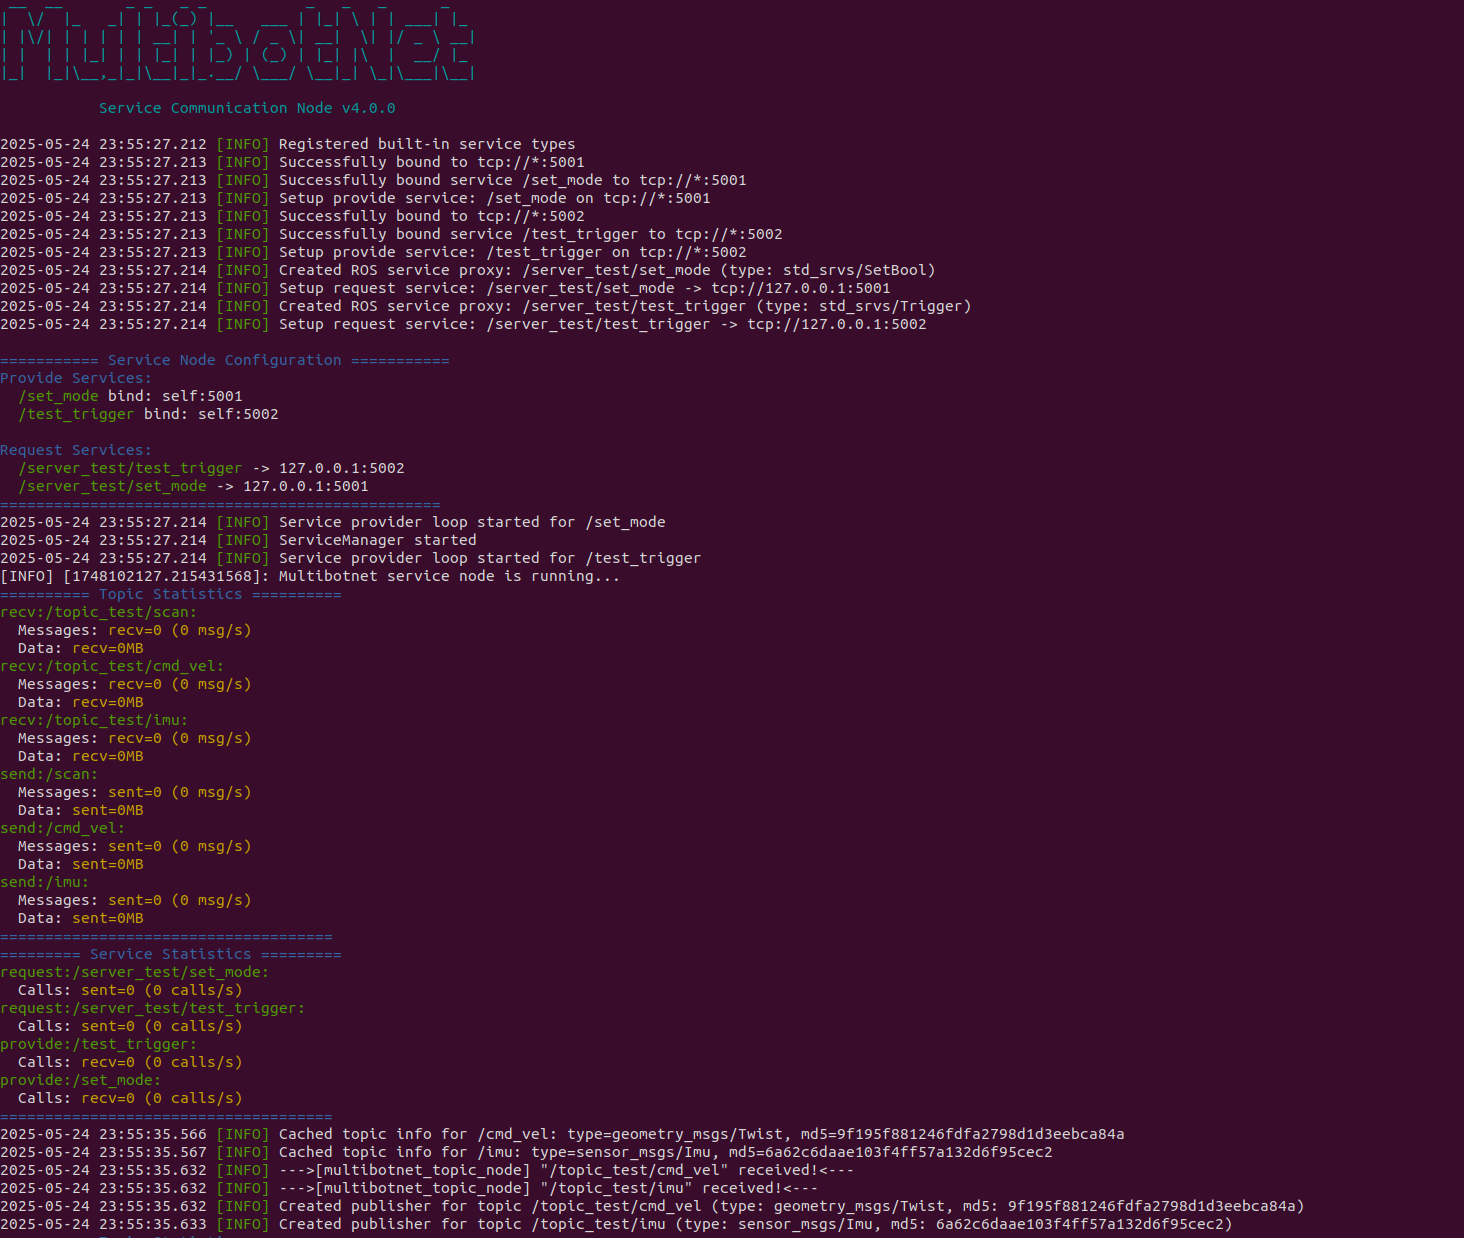 __  __       _ _   _ _           _   _   _      _
|  \/  |_   _| | |_(_) |__   ___ | |_| \ | | ___| |_
| |\/| | | | | | __| | '_ \ / _ \| __|  \| |/ _ \ __|
| |  | | |_| | | |_| | |_) | (_) | |_| |\  |  __/ |_
|_|  |_|\__,_|_|\__|_|_.__/ \___/ \__|_| \_|\___|\__|
Service Communication Node v4.0.0
2025-05-24 23:55:27.212 [INFO] Registered built-in service types
2025-05-24 23:55:27.213 [INFO] Successfully bound to tcp://*:5001
2025-05-24 23:55:27.213 [INFO] Successfully bound service /set_mode to tcp://*:5001
2025-05-24 23:55:27.213 [INFO] Setup provide service: /set_mode on tcp://*:5001
2025-05-24 23:55:27.213 [INFO] Successfully bound to tcp://*:5002
2025-05-24 23:55:27.213 [INFO] Successfully bound service /test_trigger to tcp://*:5002
2025-05-24 23:55:27.213 [INFO] Setup provide service: /test_trigger on tcp://*:5002
2025-05-24 23:55:27.214 [INFO] Created ROS service proxy: /server_test/set_mode (type: std_srvs/SetBool)
2025-05-24 23:55:27.214 [INFO] Setup request service: /server_test/set_mode -> tcp://127.0.0.1:5001
2025-05-24 23:55:27.214 [INFO] Created ROS service proxy: /server_test/test_trigger (type: std_srvs/Trigger)
2025-05-24 23:55:27.214 [INFO] Setup request service: /server_test/test_trigger -> tcp://127.0.0.1:5002
=========== Service Node Configuration ===========
Provide Services:
  /set_mode bind: self:5001
  /test_trigger bind: self:5002
Request Services:
  /server_test/test_trigger -> 127.0.0.1:5002
  /server_test/set_mode -> 127.0.0.1:5001
=================================================
2025-05-24 23:55:27.214 [INFO] Service provider loop started for /set_mode
2025-05-24 23:55:27.214 [INFO] ServiceManager started
2025-05-24 23:55:27.214 [INFO] Service provider loop started for /test_trigger
[INFO] [1748102127.215431568]: Multibotnet service node is running...
========== Topic Statistics ==========
recv:/topic_test/scan:
  Messages: recv=0 (0 msg/s)
  Data: recv=0MB
recv:/topic_test/cmd_vel:
  Messages: recv=0 (0 msg/s)
  Data: recv=0MB
recv:/topic_test/imu:
  Messages: recv=0 (0 msg/s)
  Data: recv=0MB
send:/scan:
  Messages: sent=0 (0 msg/s)
  Data: sent=0MB
send:/cmd_vel:
  Messages: sent=0 (0 msg/s)
  Data: sent=0MB
send:/imu:
  Messages: sent=0 (0 msg/s)
  Data: sent=0MB
=====================================
========= Service Statistics =========
request:/server_test/set_mode:
  Calls: sent=0 (0 calls/s)
request:/server_test/test_trigger:
  Calls: sent=0 (0 calls/s)
provide:/test_trigger:
  Calls: recv=0 (0 calls/s)
provide:/set_mode:
  Calls: recv=0 (0 calls/s)
=====================================
2025-05-24 23:55:35.566 [INFO] Cached topic info for /cmd_vel: type=geometry_msgs/Twist, md5=9f195f881246fdfa2798d1d3eebca84a
2025-05-24 23:55:35.567 [INFO] Cached topic info for /imu: type=sensor_msgs/Imu, md5=6a62c6daae103f4ff57a132d6f95cec2
2025-05-24 23:55:35.632 [INFO] --->[multibotnet_topic_node] "/topic_test/cmd_vel" received!<---
2025-05-24 23:55:35.632 [INFO] --->[multibotnet_topic_node] "/topic_test/imu" received!<---
2025-05-24 23:55:35.632 [INFO] Created publisher for topic /topic_test/cmd_vel (type: geometry_msgs/Twist, md5: 9f195f881246fdfa2798d1d3eebca84a)
2025-05-24 23:55:35.633 [INFO] Created publisher for topic /topic_test/imu (type: sensor_msgs/Imu, md5: 6a62c6daae103f4ff57a132d6f95cec2)